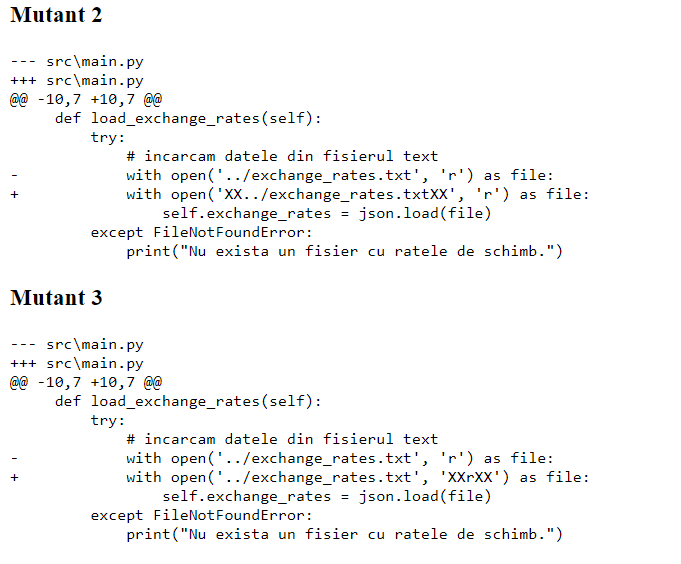 Mutant 2
--- src\main.py
+++ src\main.py
@@ -10,7 +10,7 @@
     def load_exchange_rates(self):
         try:
             # incarcam datele din fisierul text
-            with open('../exchange_rates.txt', 'r') as file:
+            with open('XX../exchange_rates.txtXX', 'r') as file:
                 self.exchange_rates = json.load(file)
         except FileNotFoundError:
             print("Nu exista un fisier cu ratele de schimb.")
Mutant 3
--- src\main.py
+++ src\main.py
@@ -10,7 +10,7 @@
     def load_exchange_rates(self):
         try:
             # incarcam datele din fisierul text
-            with open('../exchange_rates.txt', 'r') as file:
+            with open('../exchange_rates.txt', 'XXrXX') as file:
                 self.exchange_rates = json.load(file)
         except FileNotFoundError:
             print("Nu exista un fisier cu ratele de schimb.")